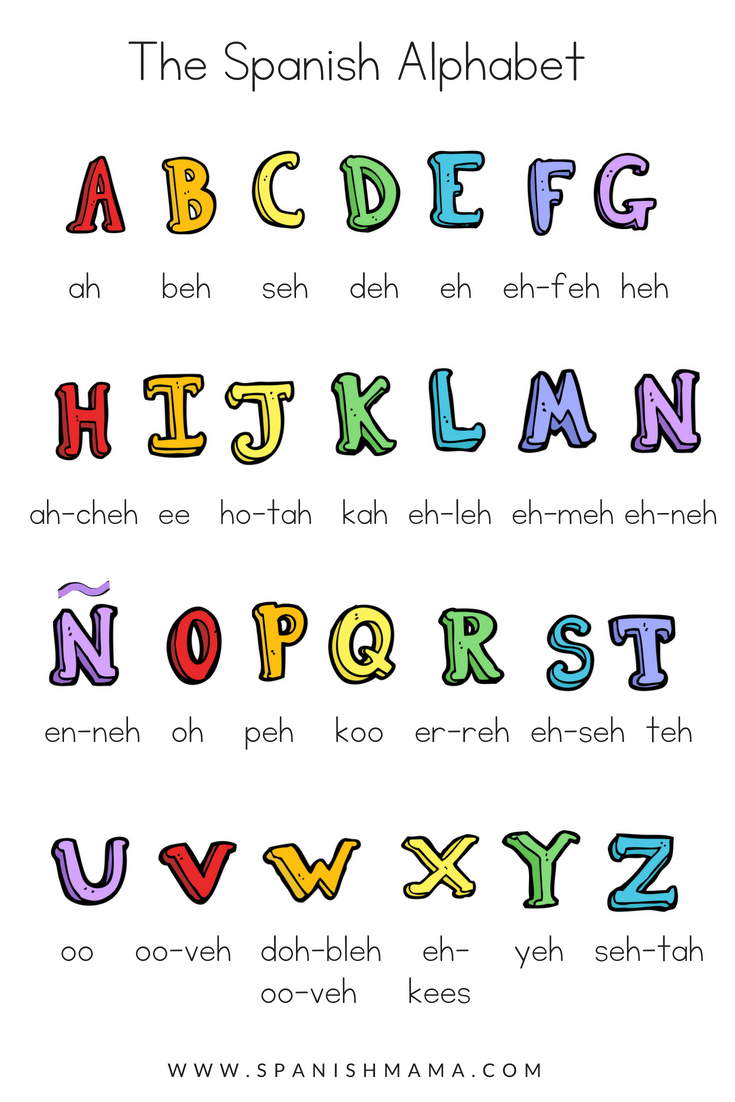 The Spanish Alphabet
A B C D E F G
ah beh seh deh eh eh-feh heh
H I J K L M N
ah-cheh ee ho-tah kah eh-leh eh-meh eh-neh
Ñ O P Q R S T
en-neh oh peh koo er-reh eh-seh teh
U V W X Y Z
oo oo-veh doh-bleh eh- yeh seh-tah
oo-veh kees
WWW.SPANISHMAMA.COM